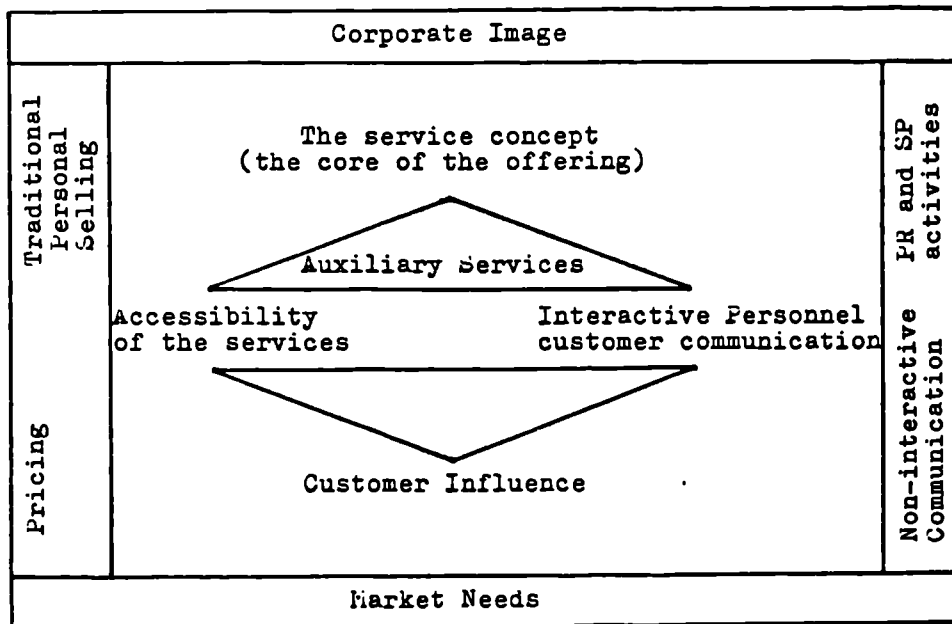 Corporate Image
Traditional
Personal
Selling
Pricing
The service concept
(the core of the offering)
Auxiliary Services
Accessibility
of the services
Interactive Personnel
customer communication
Customer Influence
PR and SP
activities
Non-interactive
Communication
Market Needs